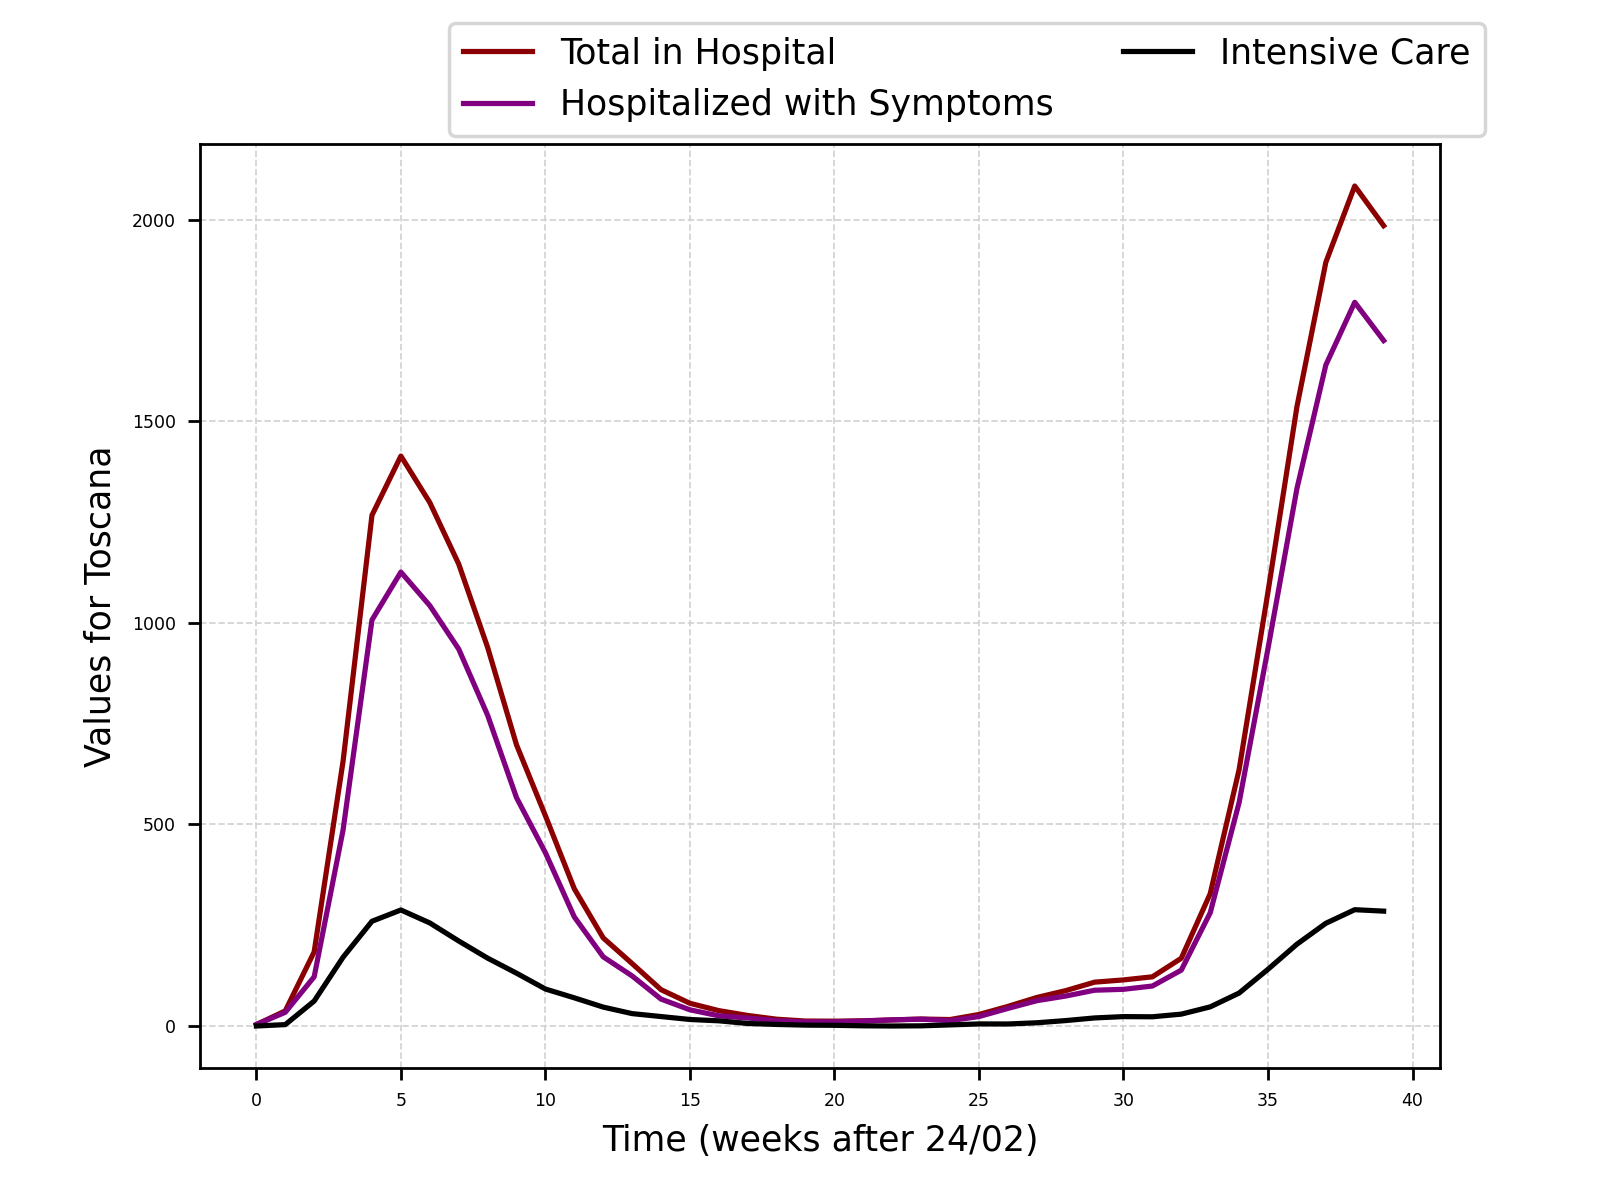 Total in Hospital
Hospitalized with Symptoms
Intensive Care
Values for Toscana
2000
1500
1000
500
0
0 5 10 15 20 25 30 35 40
Time (weeks after 24/02)